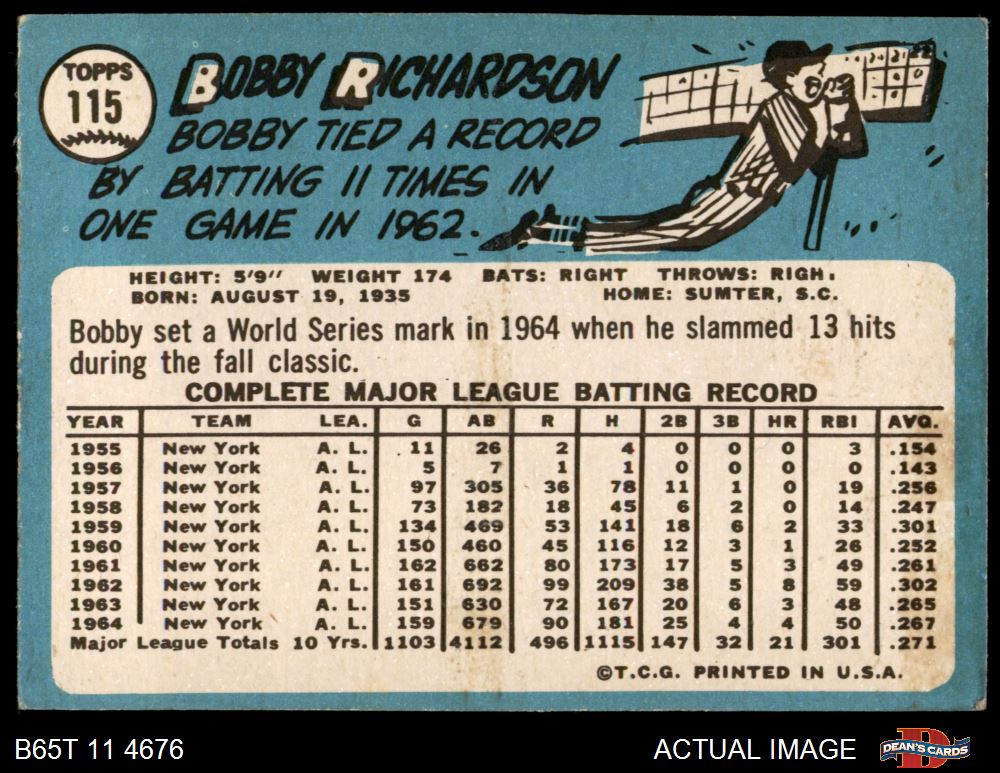 TOPPS
115
BOBBY RICHARDSON
BOBBY TIED A RECORD
BY BATTING 11 TIMES IN
ONE GAME IN 1962.
HEIGHT: 5'9" WEIGHT 174 BATS: RIGHT THROWS: RIGH.
BORN: AUGUST 19, 1935 HOME: SUMTER, S.C.
Bobby set a World Series mark in 1964 when he slammed 13 hits
during the fall classic.
COMPLETE MAJOR LEAGUE BATTING RECORD
YEAR TEAM LEA. G AB R H 2B 3B HR RBI AVG.
1955 New York A. L. 11 26 2 4 0 0 0 3 .154
1956 New York A. L. 5 7 1 1 0 0 0 0 .143
1957 New York A. L. 97 305 36 78 11 1 0 19 .256
1958 New York A. L. 73 182 18 45 6 2 0 14 .247
1959 New York A. L. 134 469 53 141 18 6 2 33 .301
1960 New York A. L. 150 460 45 116 12 3 1 26 .252
1961 New York A. L. 162 662 80 173 17 5 3 49 .261
1962 New York A. L. 161 692 99 209 38 5 8 59 .302
1963 New York A. L. 151 630 72 167 20 6 3 48 .265
1964 New York A. L. 159 679 90 181 25 4 4 50 .267
Major League Totals 10 Yrs. 1103 4112 496 1115 147 32 21 301 .271
©T.C.G. PRINTED IN U.S.A.
B65T 11 4676 ACTUAL IMAGE DEAN'S CARDS